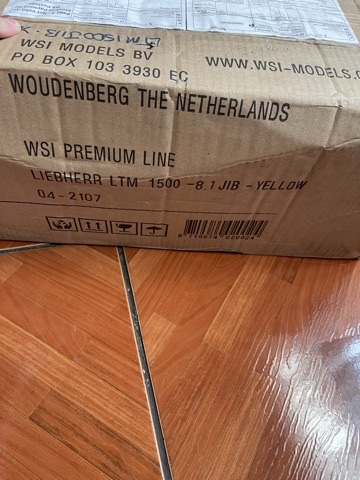 WSI MODELS BV
PO BOX 103 3930 EC
WWW.WSI-MODELS.C
WOUDENBERG THE NETHERLANDS
WSI PREMIUM LINE
LIEBHERR LTM 1500 -8.1 JIB - YELLOW
04-2107